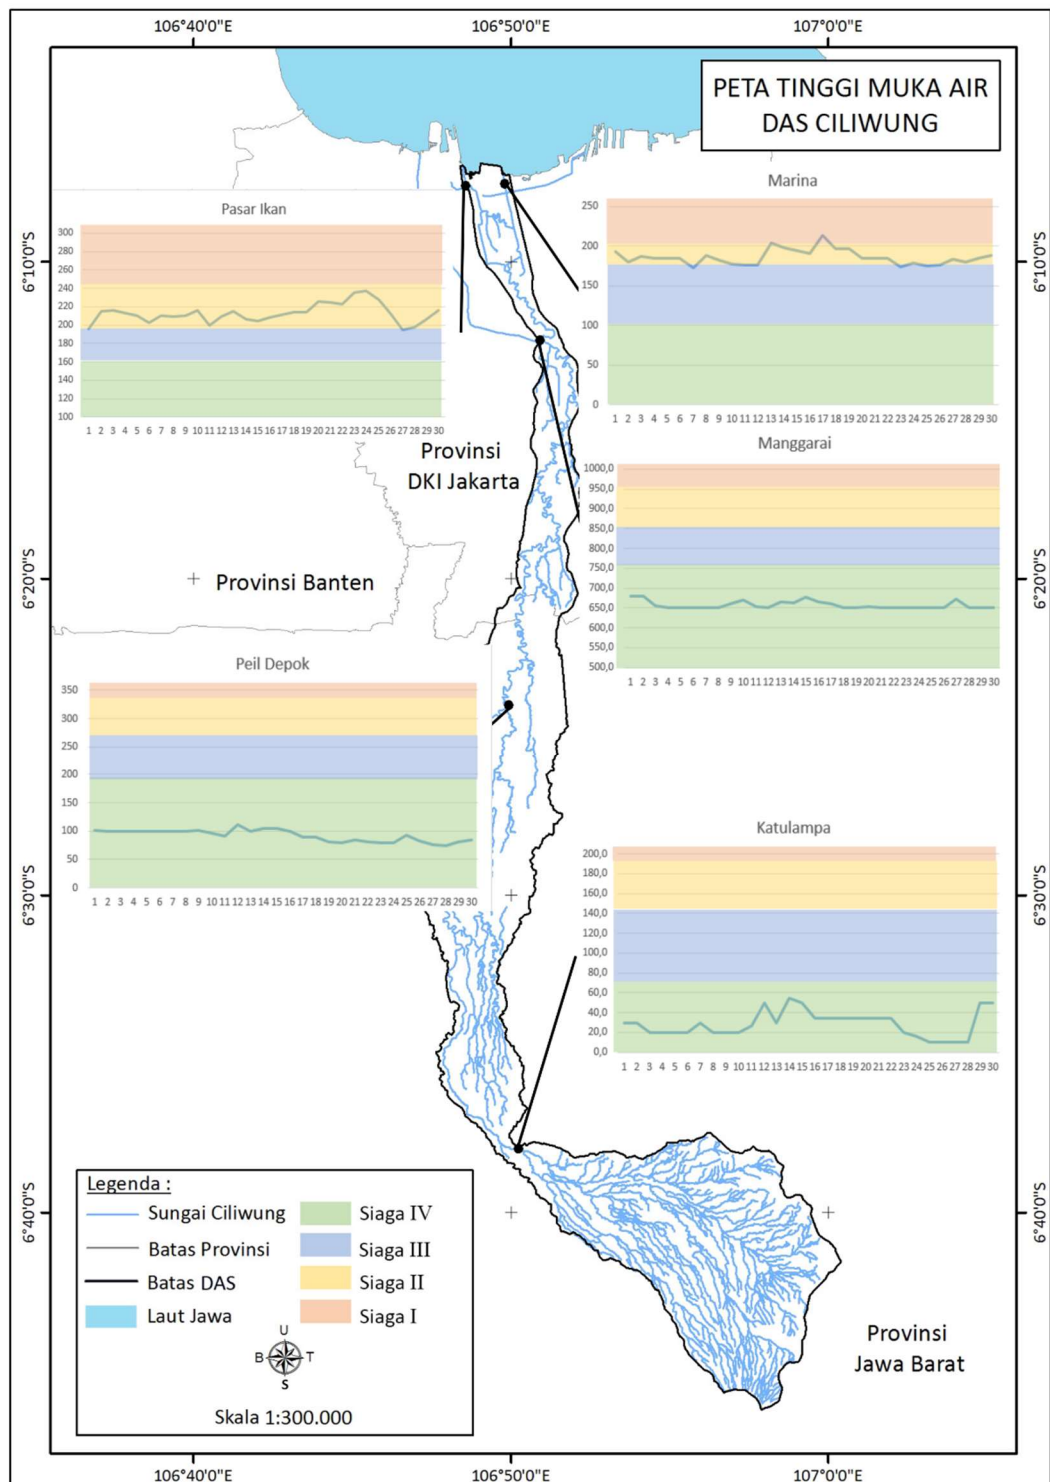 106°40'0"E 106°50'0"E 107°0'0"E
PETA TINGGI MUKA AIR
DAS CILIWUNG
6°10'0"S
6°20'0"S
6°30'0"S
6°40'0"S
6°10'0"S
6°20'0"S
6°30'0"S
6°40'0"S
Pasar Ikan
300
280
260
240
220
200
180
160
140
120
100
1 2 3 4 5 6 7 8 9 10 11 12 13 14 15 16 17 18 19 20 21 22 23 24 25 26 27 28 29 30
Marina
250
200
150
100
50
0
1 2 3 4 5 6 7 8 9 10 11 12 13 14 15 16 17 18 19 20 21 22 23 24 25 26 27 28 29 30
Provinsi
DKI Jakarta
Manggarai
1000,0
950,0
900,0
850,0
800,0
750,0
700,0
650,0
600,0
550,0
500,0
1 2 3 4 5 6 7 8 9 10 11 12 13 14 15 16 17 18 19 20 21 22 23 24 25 26 27 28 29 30
Provinsi Banten
Peil Depok
350
300
250
200
150
100
50
0
1 2 3 4 5 6 7 8 9 10 11 12 13 14 15 16 17 18 19 20 21 22 23 24 25 26 27 28 29 30
Katulampa
200,0
180,0
160,0
140,0
120,0
100,0
80,0
60,0
40,0
20,0
0,0
1 2 3 4 5 6 7 8 9 10 11 12 13 14 15 16 17 18 19 20 21 22 23 24 25 26 27 28 29 30
Legenda :
Sungai Ciliwung
Batas Provinsi
Batas DAS
Laut Jawa
Siaga IV
Siaga III
Siaga II
Siaga I
U
B T
S
Skala 1:300.000
Provinsi
Jawa Barat
106°40'0"E 106°50'0"E 107°0'0"E